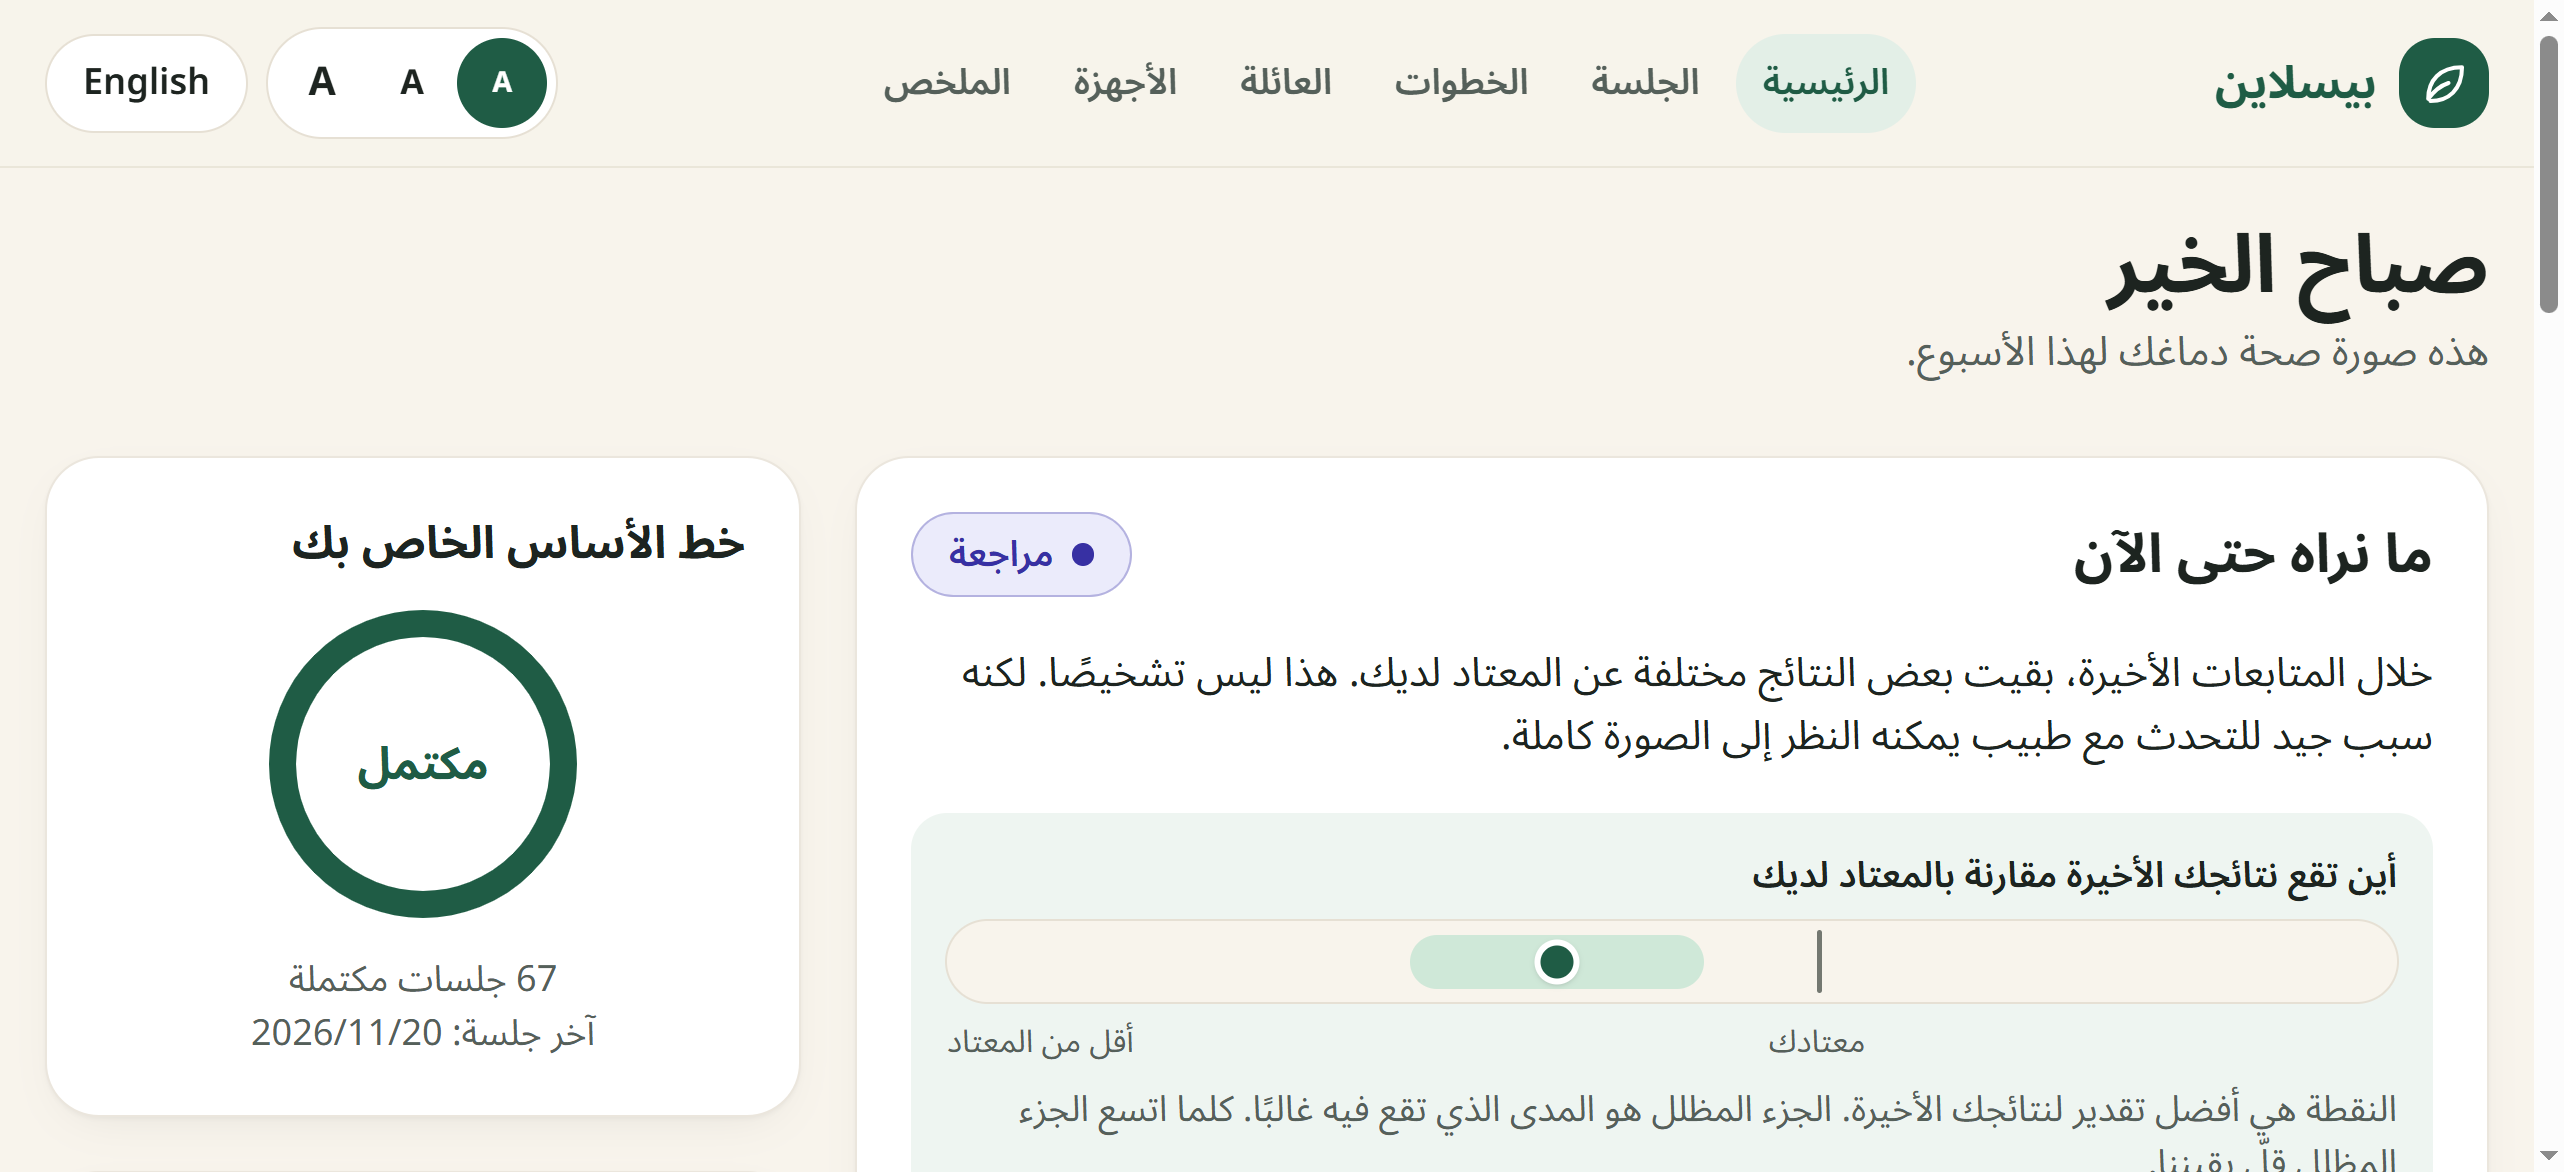 بيسلاين
الرئيسية
الجلسة
الخطوات
العائلة
الأجهزة
الملخص
A A A
English
صباح الخير
هذه صورة صحة دماغك لهذا الأسبوع.
ما نراه حتى الآن
مراجعة
خلال المتابعات الأخيرة، بقيت بعض النتائج مختلفة عن المعتاد لديك. هذا ليس تشخيصًا. لكنه
سبب جيد للتحدث مع طبيب يمكنه النظر إلى الصورة كاملة.
أين تقع نتائجك الأخيرة مقارنة بالمعتاد لديك
معتادك
أقل من المعتاد
النقطة هي أفضل تقدير لنتائجك الأخيرة. الجزء المظلل هو المدى الذي تقع فيه غالبًا. كلما اتسع الجزء
المظلل قلّ يقيننا.
خط الأساس الخاص بك
مكتمل
67 جلسات مكتملة
آخر جلسة: 2026/11/20